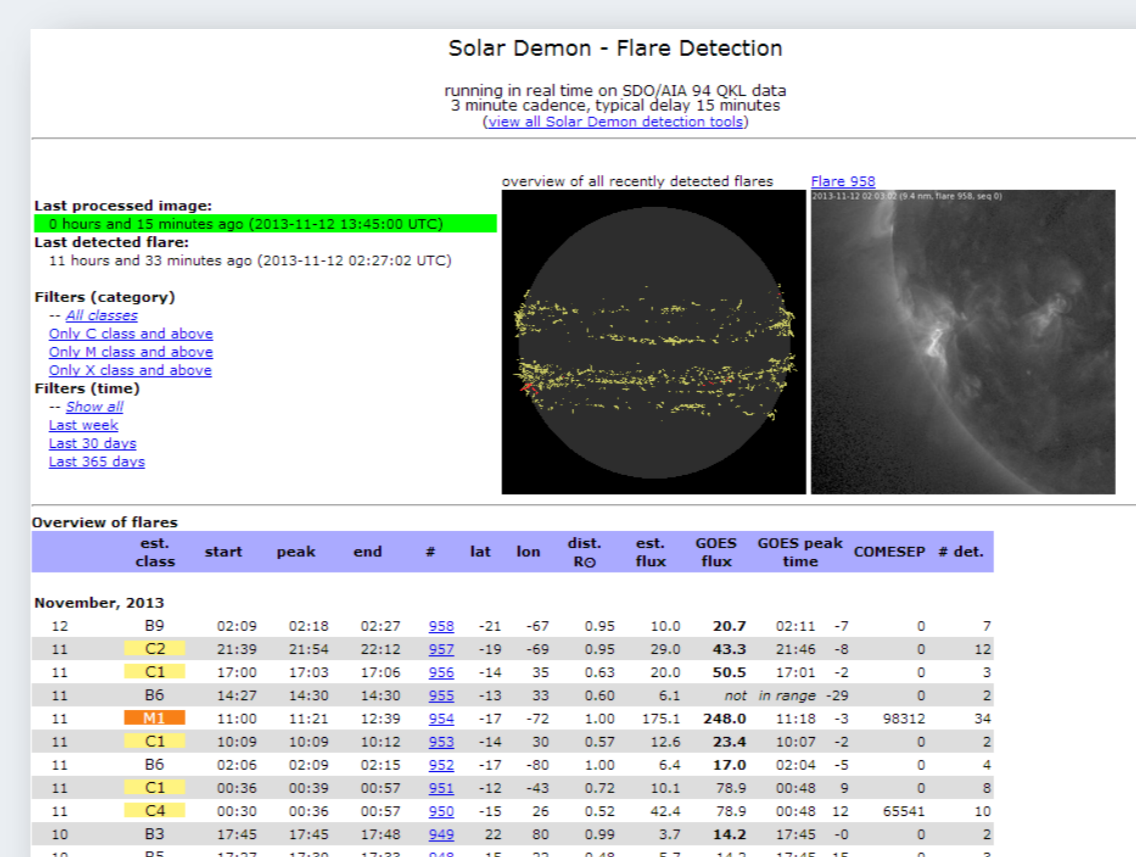 Solar Demon - Flare Detection
running in real time on SDO/AIA 94 QKL data
3 minute cadence, typical delay 15 minutes
(view all Solar Demon detection tools)
overview of all recently detected flares
Flare 958
2013-11-12 02:03:02 (9.4 nm, flare 958, seq 0)
Last processed image:
0 hours and 15 minutes ago (2013-11-12 13:45:00 UTC)
Last detected flare:
11 hours and 33 minutes ago (2013-11-12 02:27:02 UTC)
Filters (category)
-- All classes
Only C class and above
Only M class and above
Only X class and above
Filters (time)
-- Show all
Last week
Last 30 days
Last 365 days
Overview of flares
est. class start peak end # lat lon dist. R⊙ est. flux GOES flux GOES peak time COMESEP # det.
November, 2013
12 B9 02:09 02:18 02:27 958 -21 -67 0.95 10.0 20.7 02:11 -7 0 7
11 C2 21:39 21:54 22:12 957 -19 -69 0.95 29.0 43.3 21:46 -8 0 12
11 C1 17:00 17:03 17:06 956 -14 35 0.63 20.0 50.5 17:01 -2 0 3
11 B6 14:27 14:30 14:30 955 -13 33 0.60 6.1 not in range -29 0 2
11 M1 11:00 11:21 12:39 954 -17 -72 1.00 175.1 248.0 11:18 -3 98312 34
11 C1 10:09 10:09 10:12 953 -14 30 0.57 12.6 23.4 10:07 -2 0 2
11 B6 02:06 02:09 02:15 952 -17 -80 1.00 6.4 17.0 02:04 -5 0 4
11 C1 00:36 00:39 00:57 951 -12 -43 0.72 10.1 78.9 00:48 9 0 8
11 C4 00:30 00:36 00:57 950 -15 26 0.52 42.4 78.9 00:48 12 65541 10
10 B3 17:45 17:45 17:48 949 22 80 0.99 3.7 14.2 17:45 -0 0 2